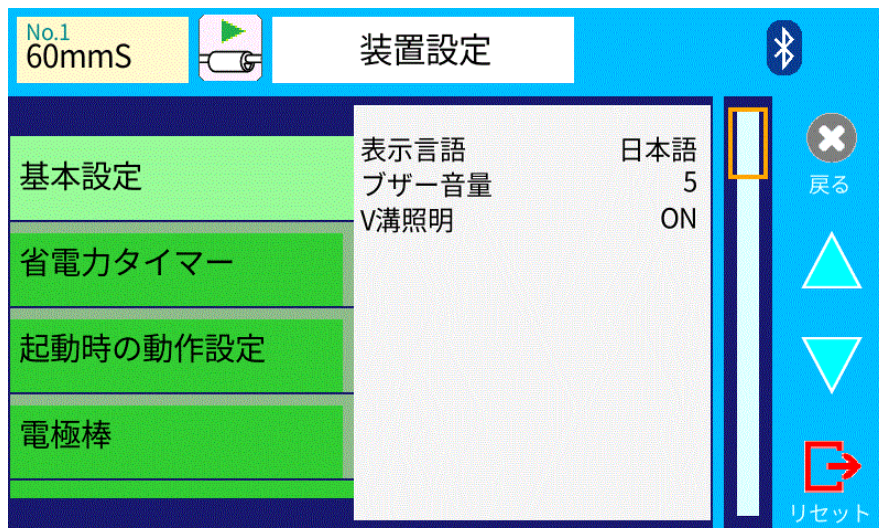 No.1
60mmS
装置設定
基本設定
省電力タイマー
起動時の動作設定
電極棒
表示言語 日本語
ブザー音量 5
V溝照明 ON
戻る
リセット